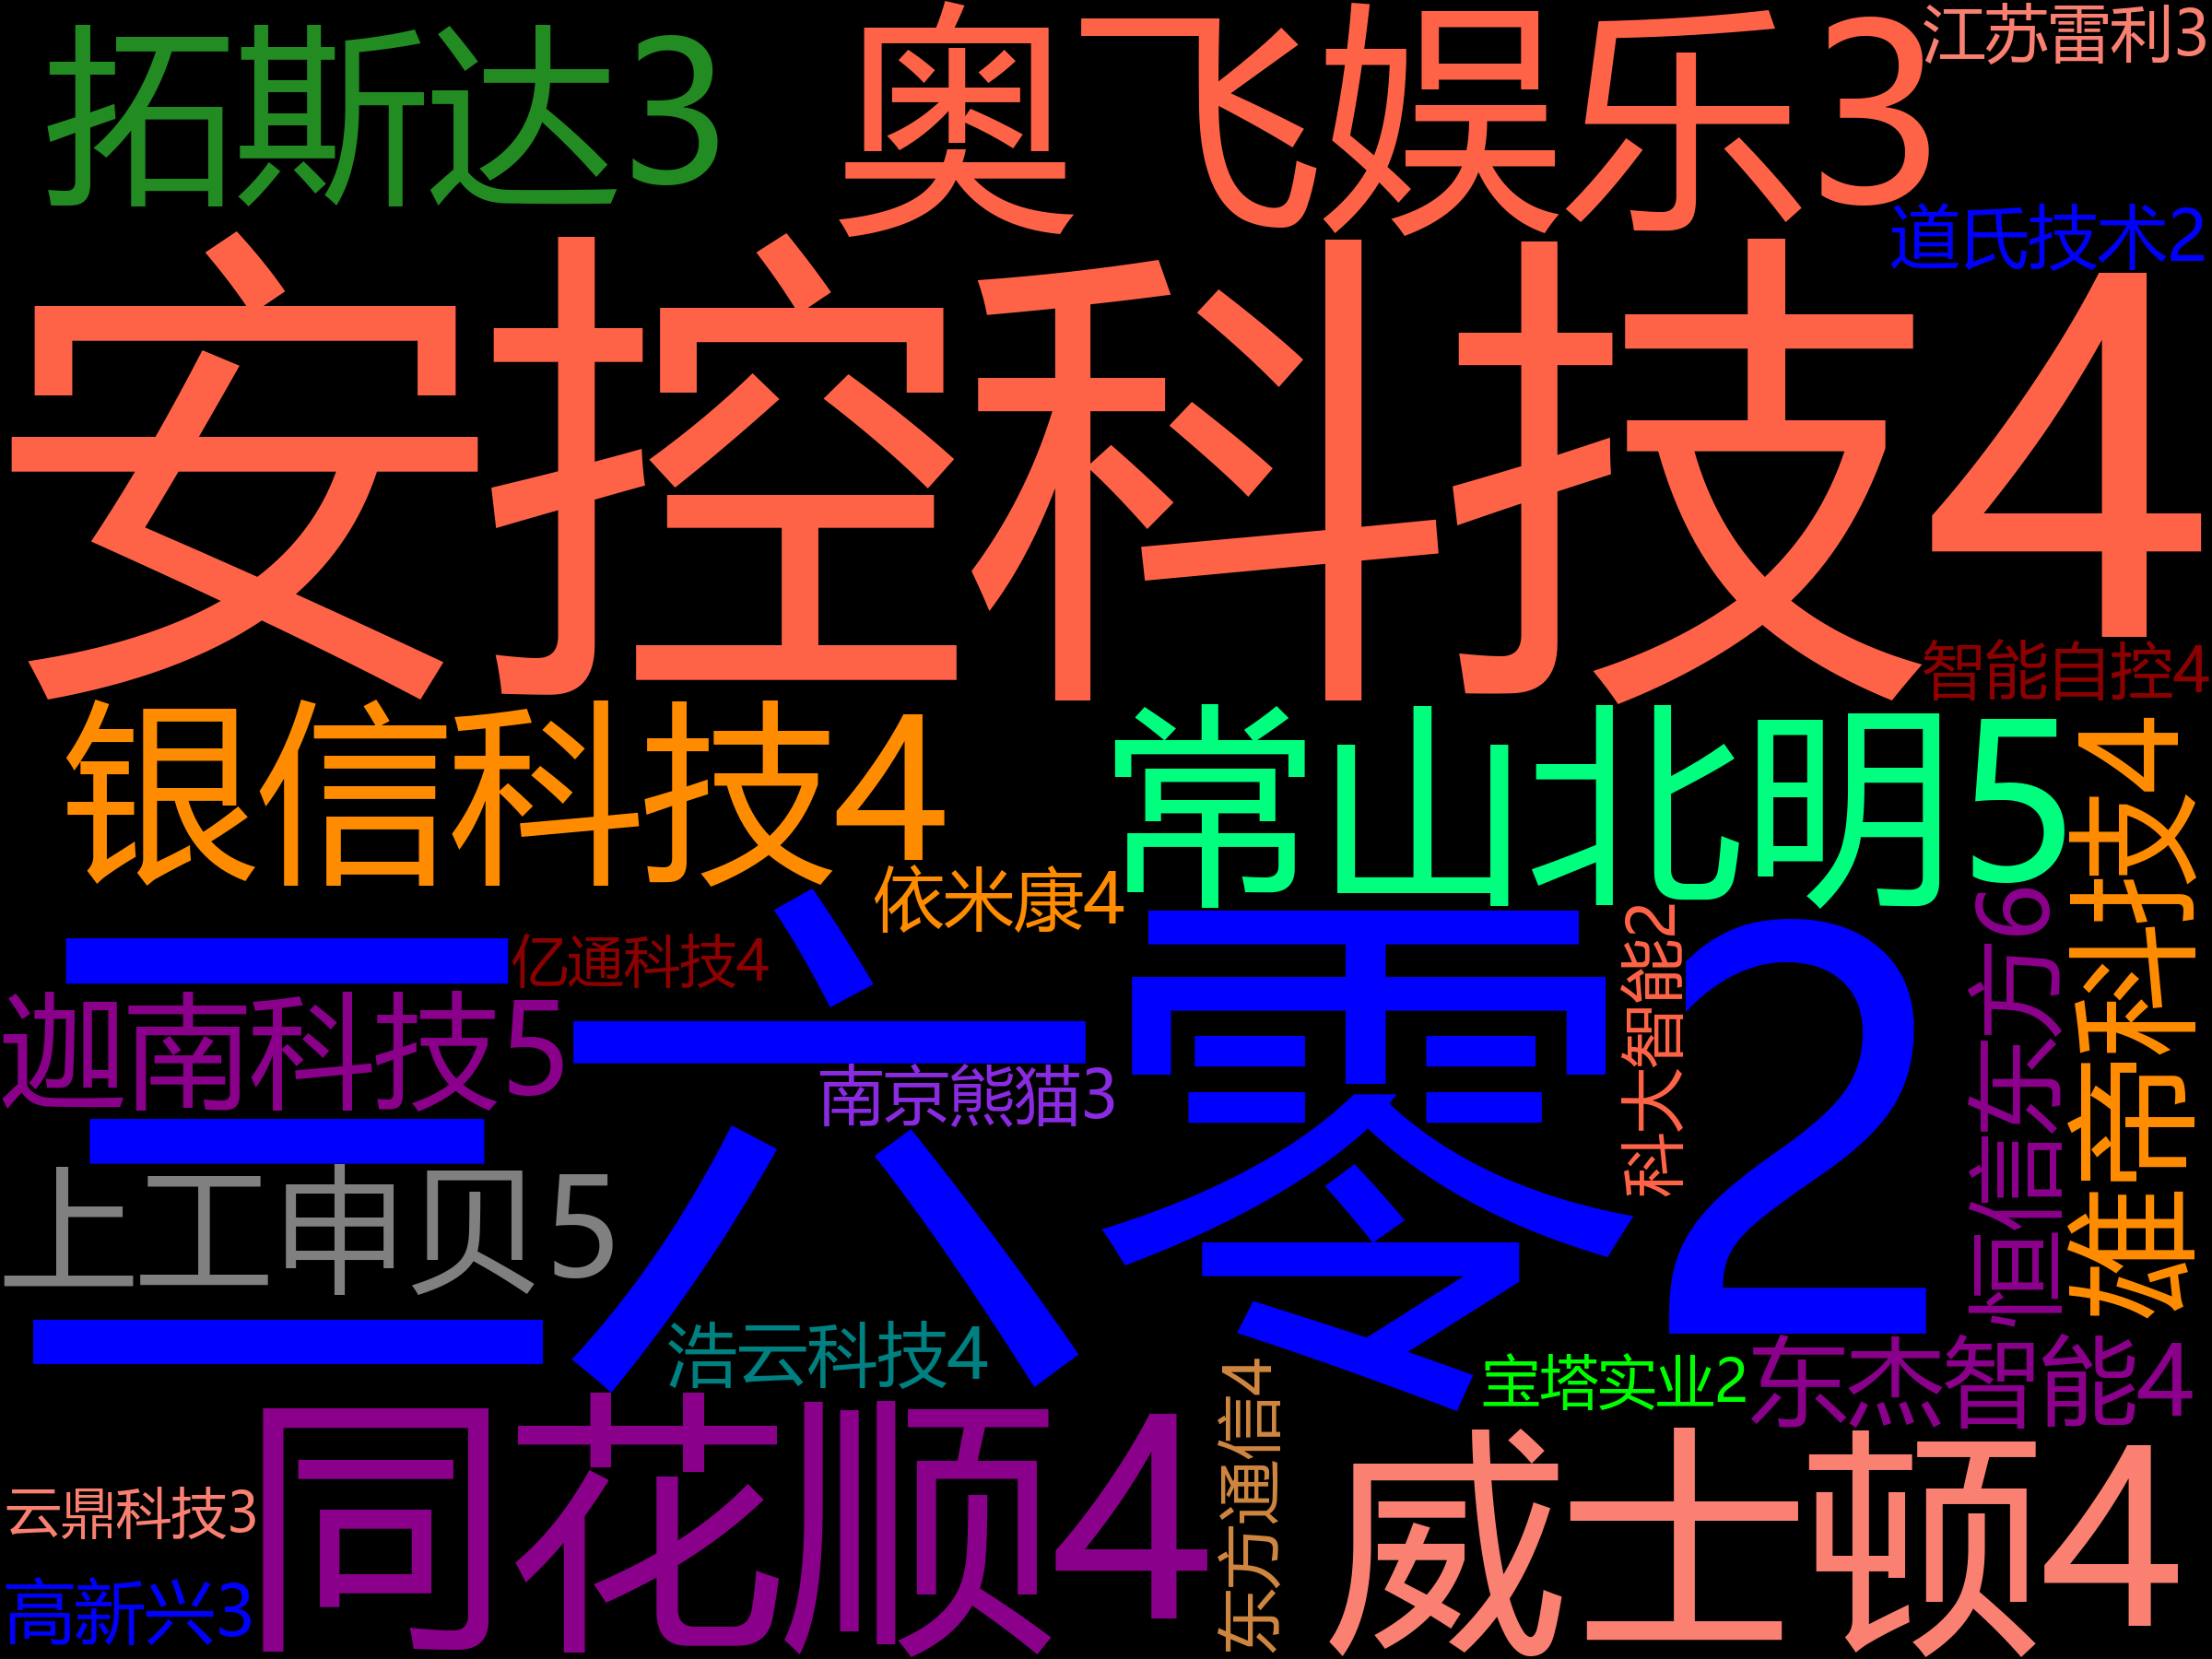 拓斯达3
奥飞娱乐3
江苏雷利3
道氏技术2
安控科技4
智能自控4
银信科技4
常山北明5
雄帝科技4
依米康4
亿通科技4
三六零2
迦南科技5
南京熊猫3
科大智能2
恒信东方6
上工申贝5
浩云科技4
宝塔实业2
东杰智能4
东方通信4
同花顺4
威士顿4
云鼎科技3
高新兴3